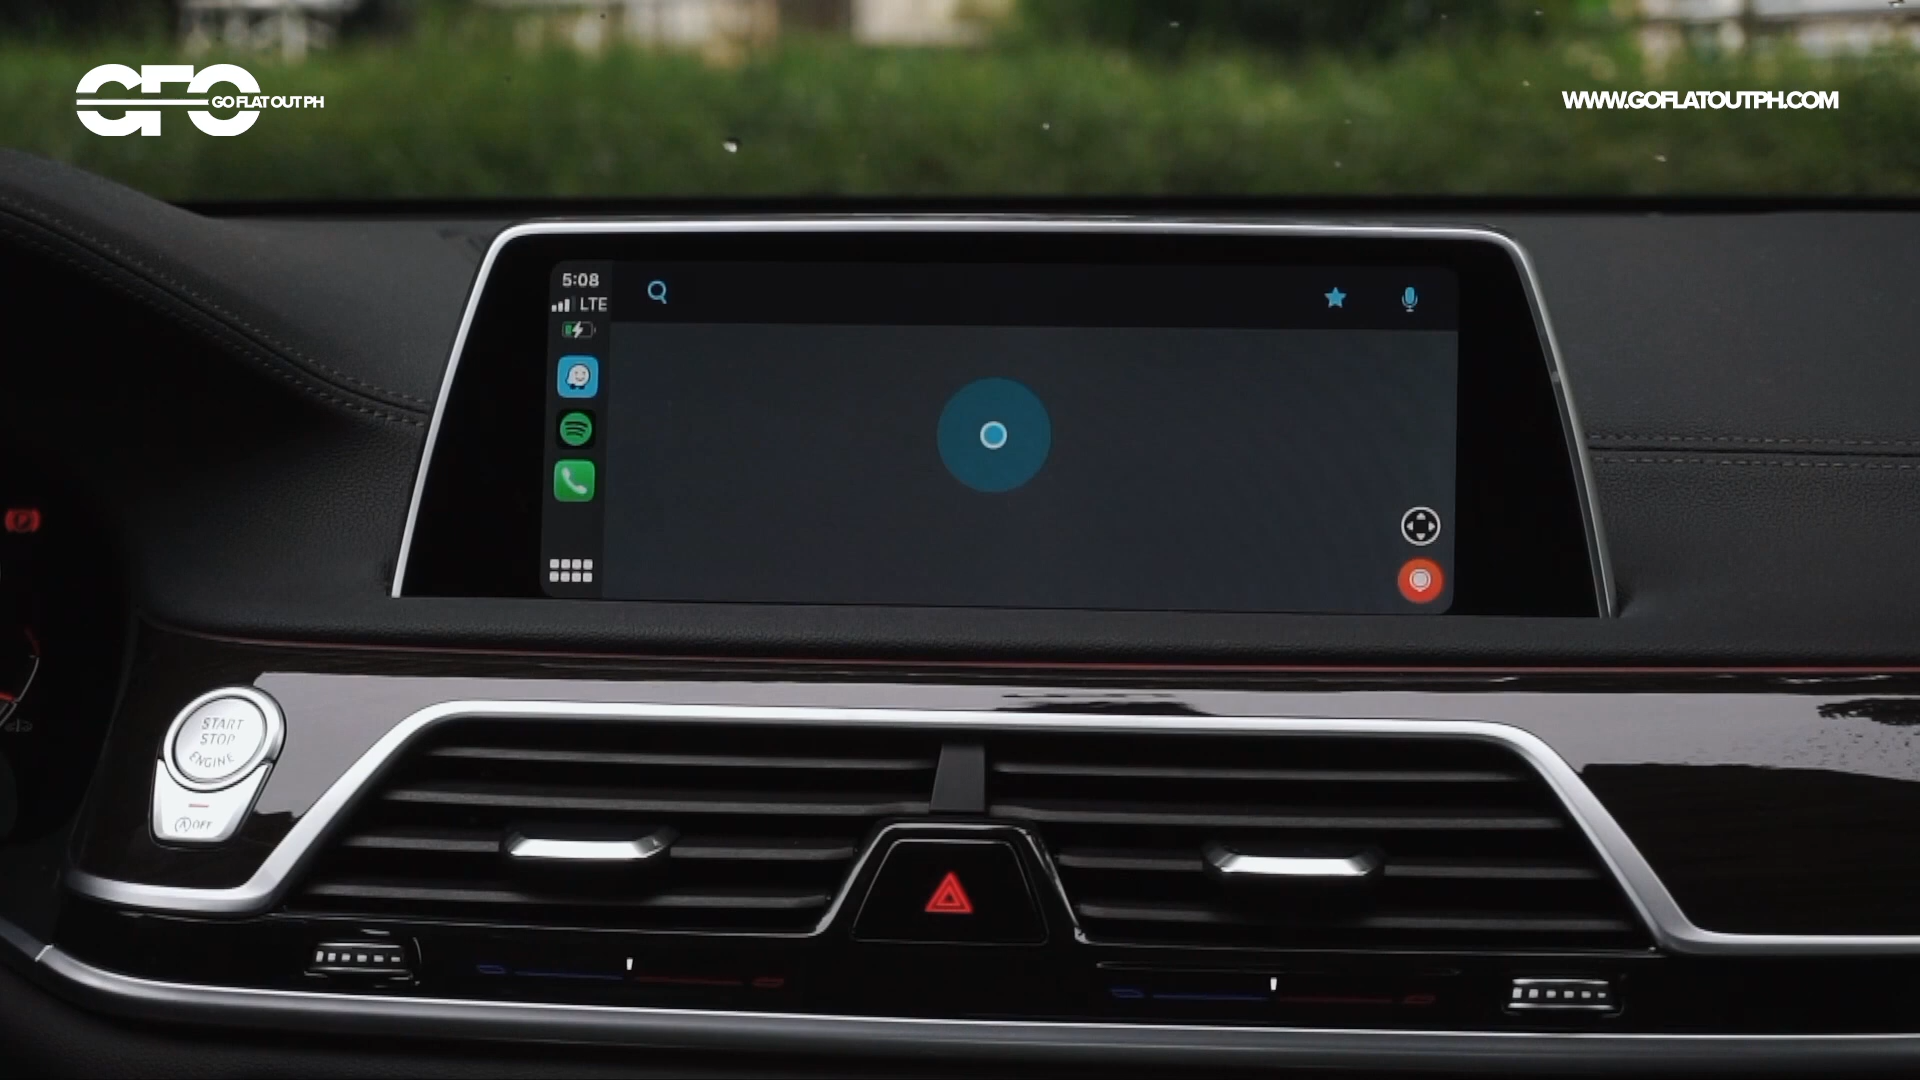 GFO
GO FLAT OUT PH
WWW.GOFLATOUTPH.COM
5:08
LTE
START
STOP
ENGINE
A OFF
P